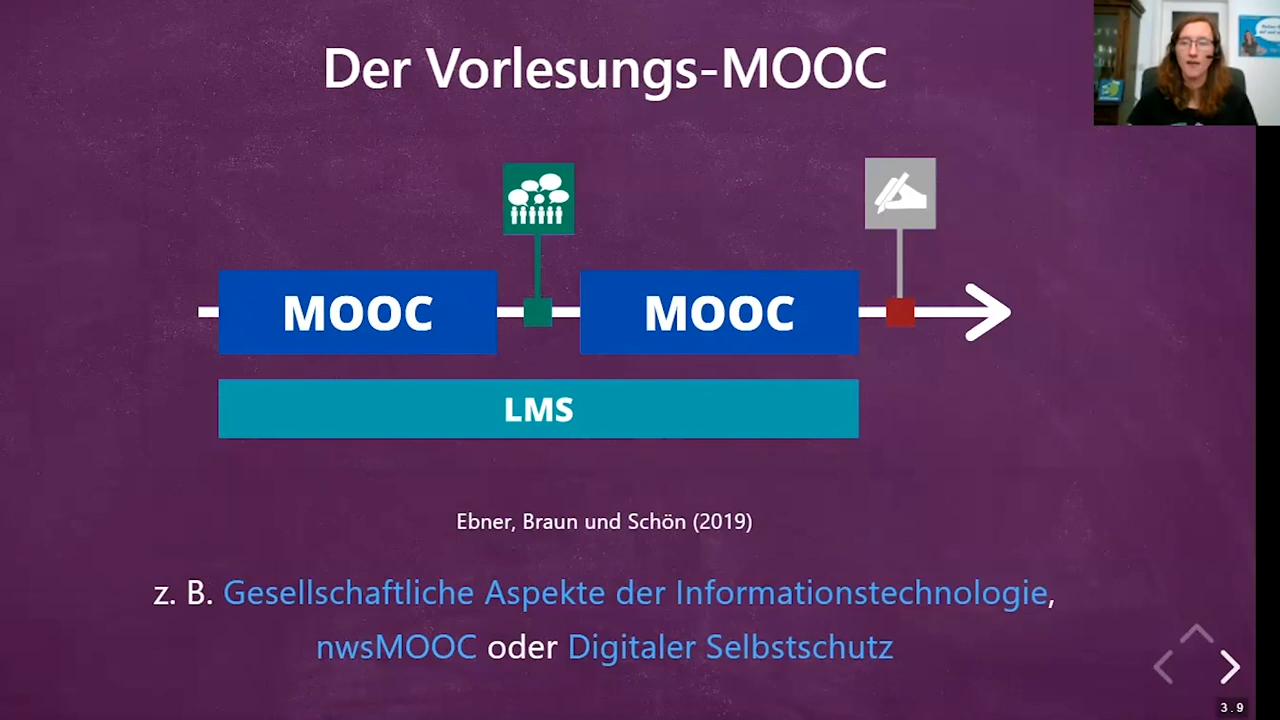 Der Vorlesungs-MOOC
MOOC
MOOC
LMS
Ebner, Braun und Schön (2019)
z. B. Gesellschaftliche Aspekte der Informationstechnologie,
nwsMOOC oder Digitaler Selbstschutz
3.9